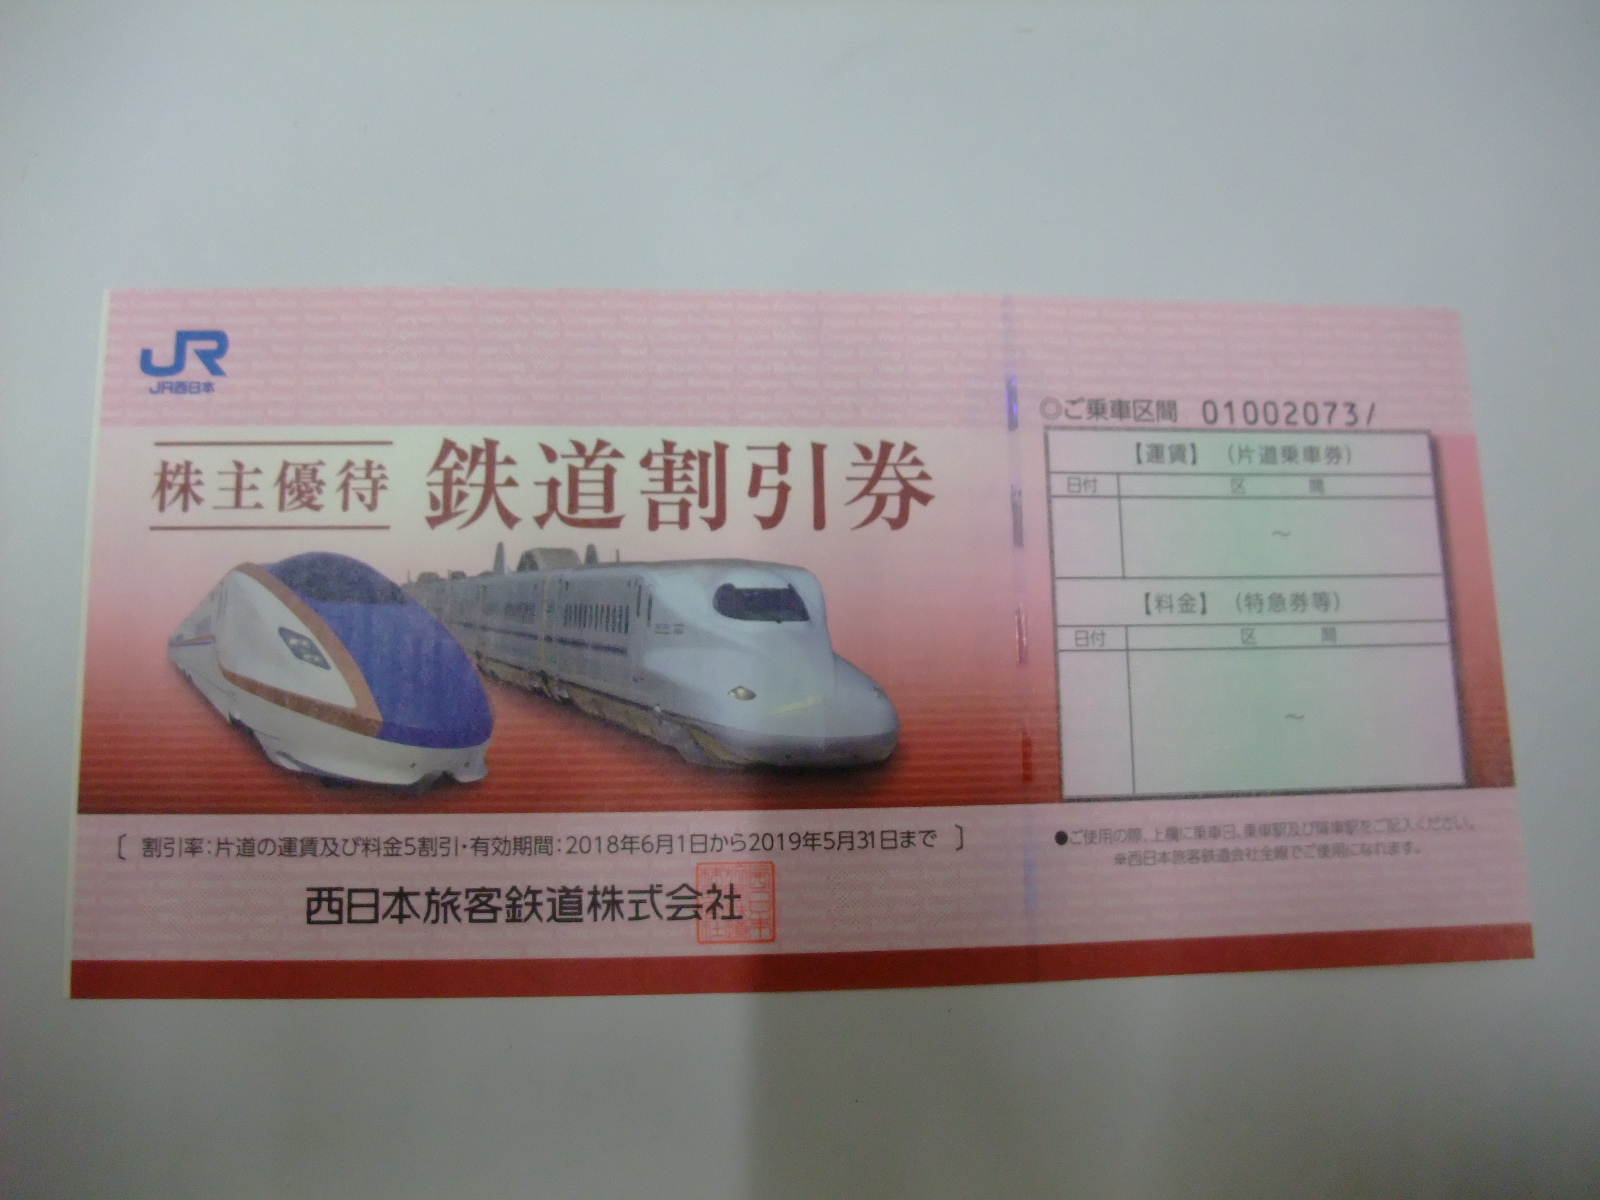 JR
JR西日本
株主優待 鉄道割引券
◎ご乗車区間 01002073/
【運賃】(片道乗車券)
日付 区 間
～
【料金】(特急券等)
日付 区 間
～
〔 割引率:片道の運賃及び料金5割引・有効期間:2018年6月1日から2019年5月31日まで 〕
●ご使用の際、上欄に乗車日、乗車駅及び降車駅をご記入ください。
※西日本旅客鉄道会社全線でご使用になれます。
西日本旅客鉄道株式会社